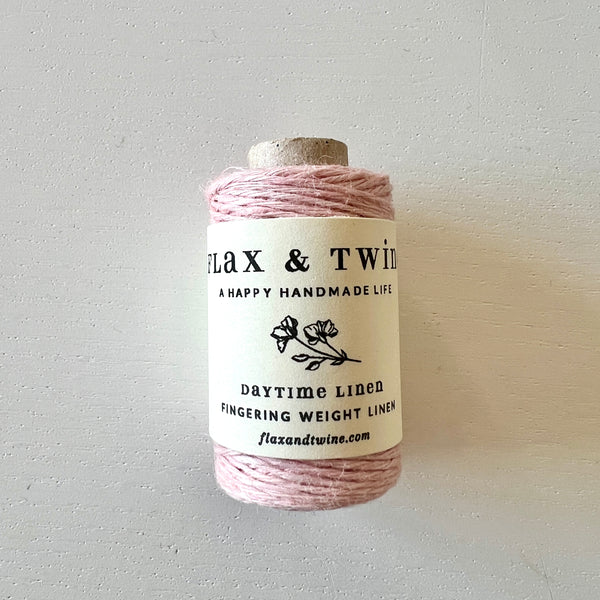 FLax & TWin
A HAPPY HANDMADE LIFE
DAYTIME LINEN
FINGERING WEIGHT LINEN
flaxandtwine.com